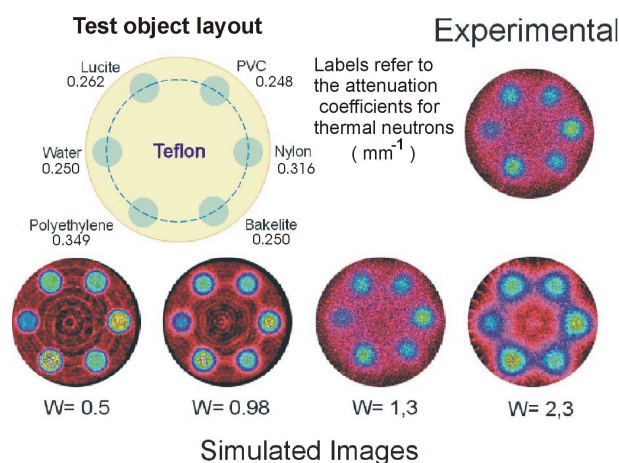 Test object layout
Experimental
Lucite
0.262
PVC
0.248
Labels refer to
the attenuation
coefficients for
thermal neutrons
( mm-1 )
Water
0.250
Teflon
Nylon
0.316
Polyethylene
0.349
Bakelite
0.250
W= 0.5
W= 0.98
W= 1,3
W= 2,3
Simulated Images